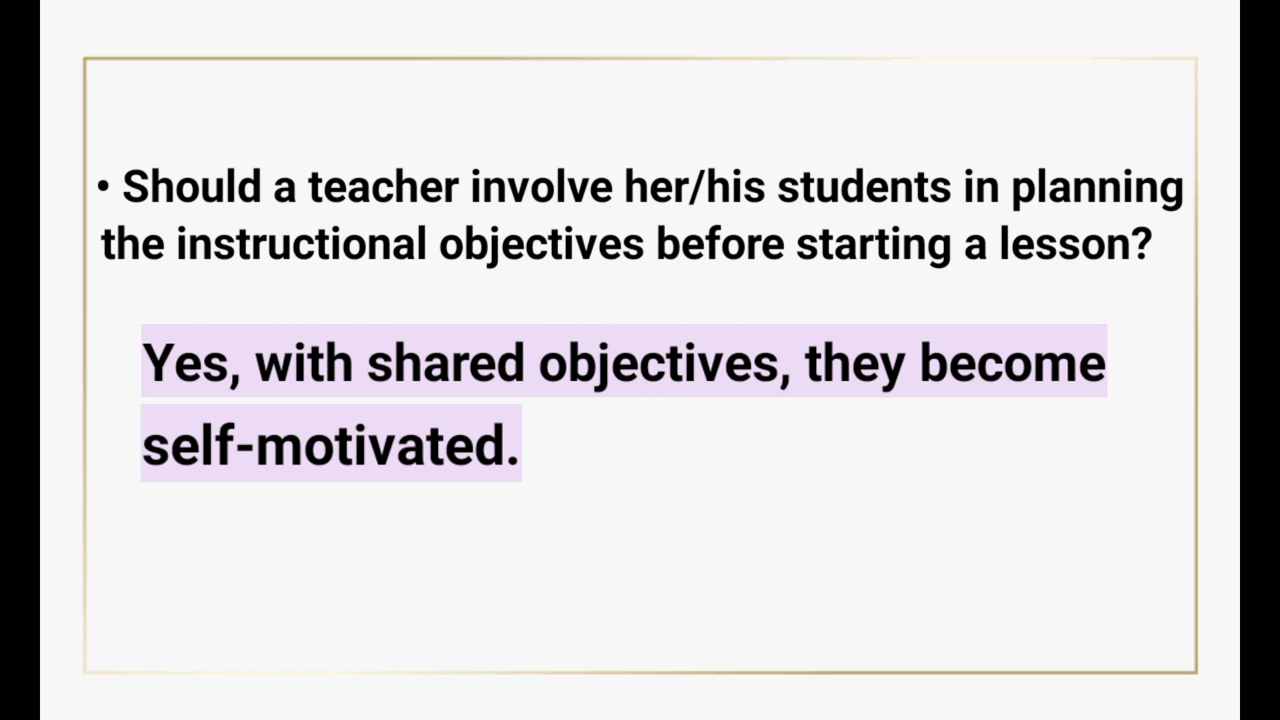 • Should a teacher involve her/his students in planning
the instructional objectives before starting a lesson?
Yes, with shared objectives, they become
self-motivated.